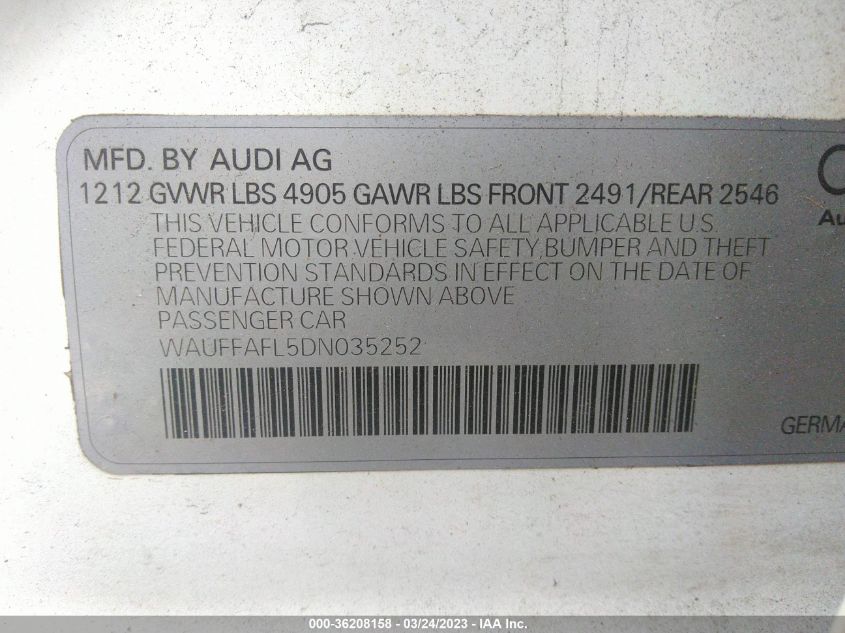 MFD. BY AUDI AG
1212 GVWR LBS 4905 GAWR LBS FRONT 2491/REAR 2546
THIS VEHICLE CONFORMS TO ALL APPLICABLE U.S.
FEDERAL MOTOR VEHICLE SAFETY, BUMPER AND THEFT
PREVENTION STANDARDS IN EFFECT ON THE DATE OF
MANUFACTURE SHOWN ABOVE
PASSENGER CAR
WAUFFAFL5DN035252
Au
GERMA
000-36208158 - 03/24/2023 - IAA Inc.